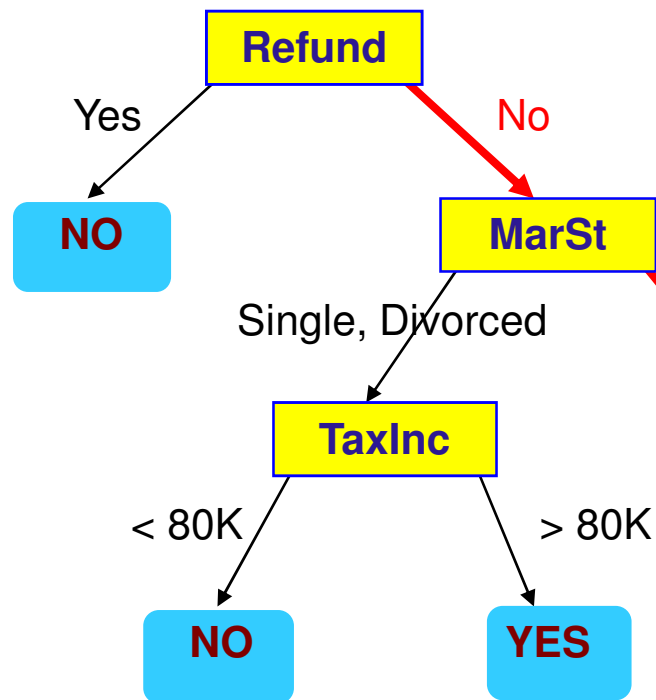 Refund
Yes
No
NO
MarSt
Single, Divorced
TaxInc
< 80K
> 80K
NO
YES